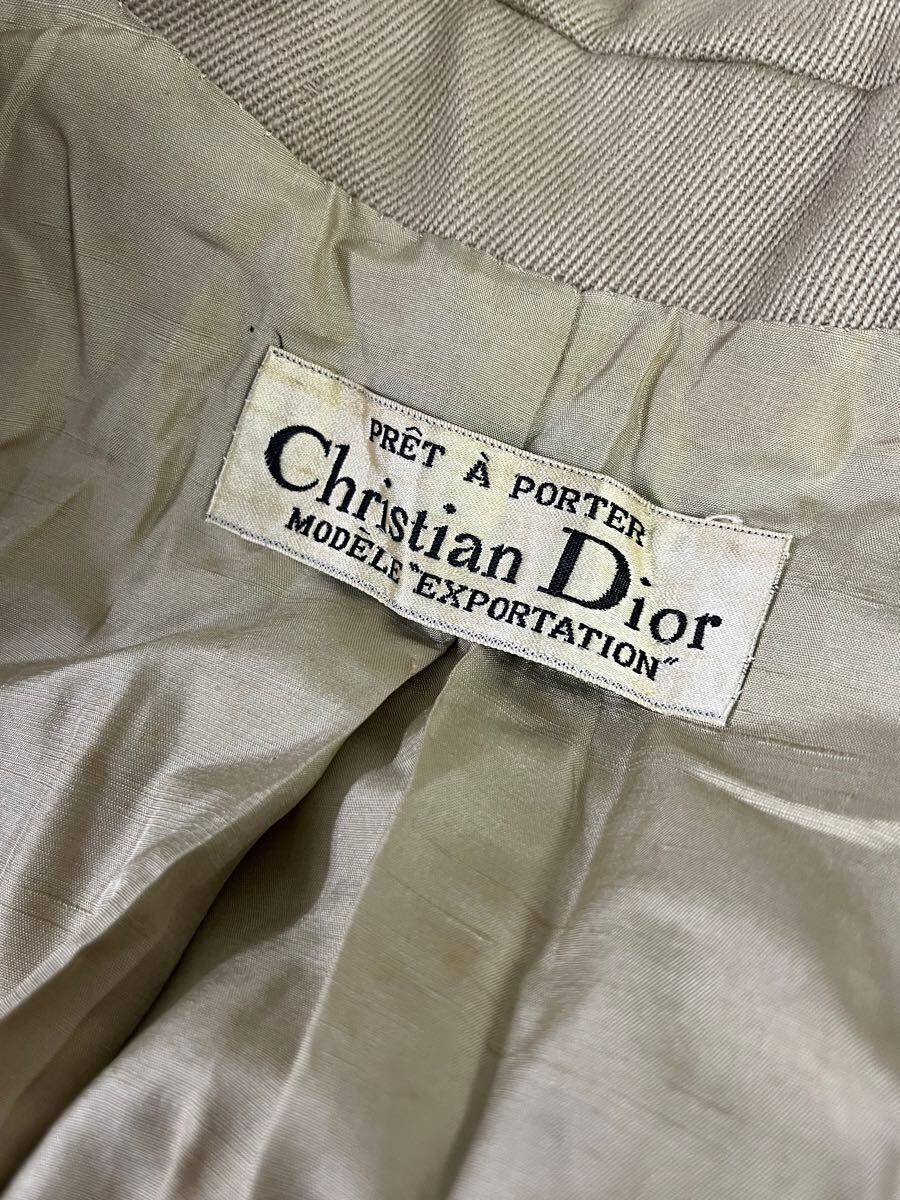 PRÊT À PORTER
Christian Dior
MODÈLE "EXPORTATION"